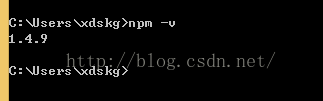 C:\Users\xdskg>npm -v
1.4.9
http://blog.csdn.net/
C:\Users\xdskg>